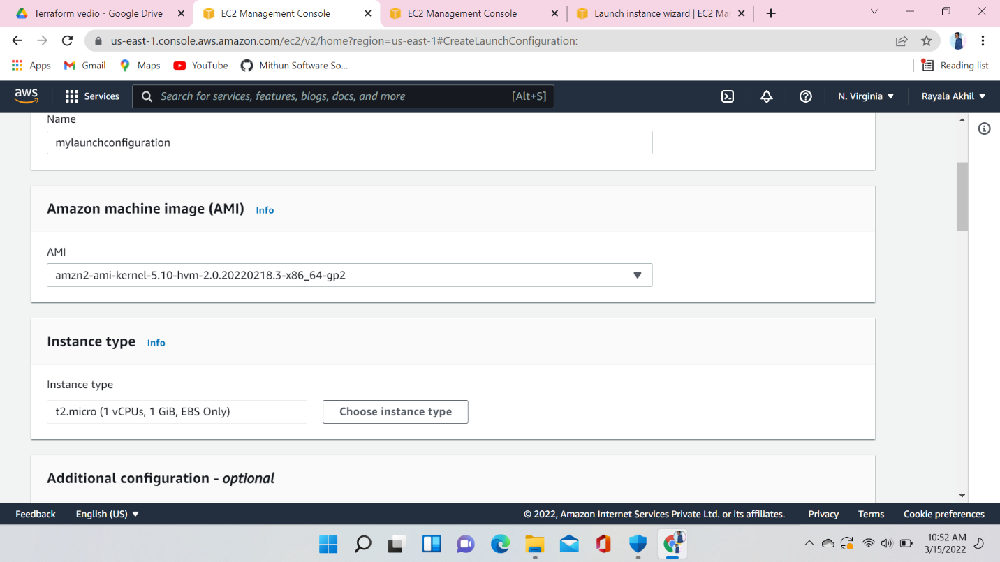 Terraform vedio - Google Drive
EC2 Management Console
EC2 Management Console
Launch instance wizard | EC2 Mar
us-east-1.console.aws.amazon.com/ec2/v2/home?region=us-east-1#CreateLaunchConfiguration:
Apps
Gmail
Maps
YouTube
Mithun Software So...
Reading list
aws
Services
Search for services, features, blogs, docs, and more
[Alt+S]
N. Virginia
Rayala Akhil
Name
mylaunchconfiguration
Amazon machine image (AMI) Info
AMI
amzn2-ami-kernel-5.10-hvm-2.0.20220218.3-x86_64-gp2
Instance type Info
Instance type
t2.micro (1 vCPUs, 1 GiB, EBS Only)
Choose instance type
Additional configuration - optional
Feedback
English (US)
© 2022, Amazon Internet Services Private Ltd. or its affiliates.
Privacy
Terms
Cookie preferences
10:52 AM
3/15/2022